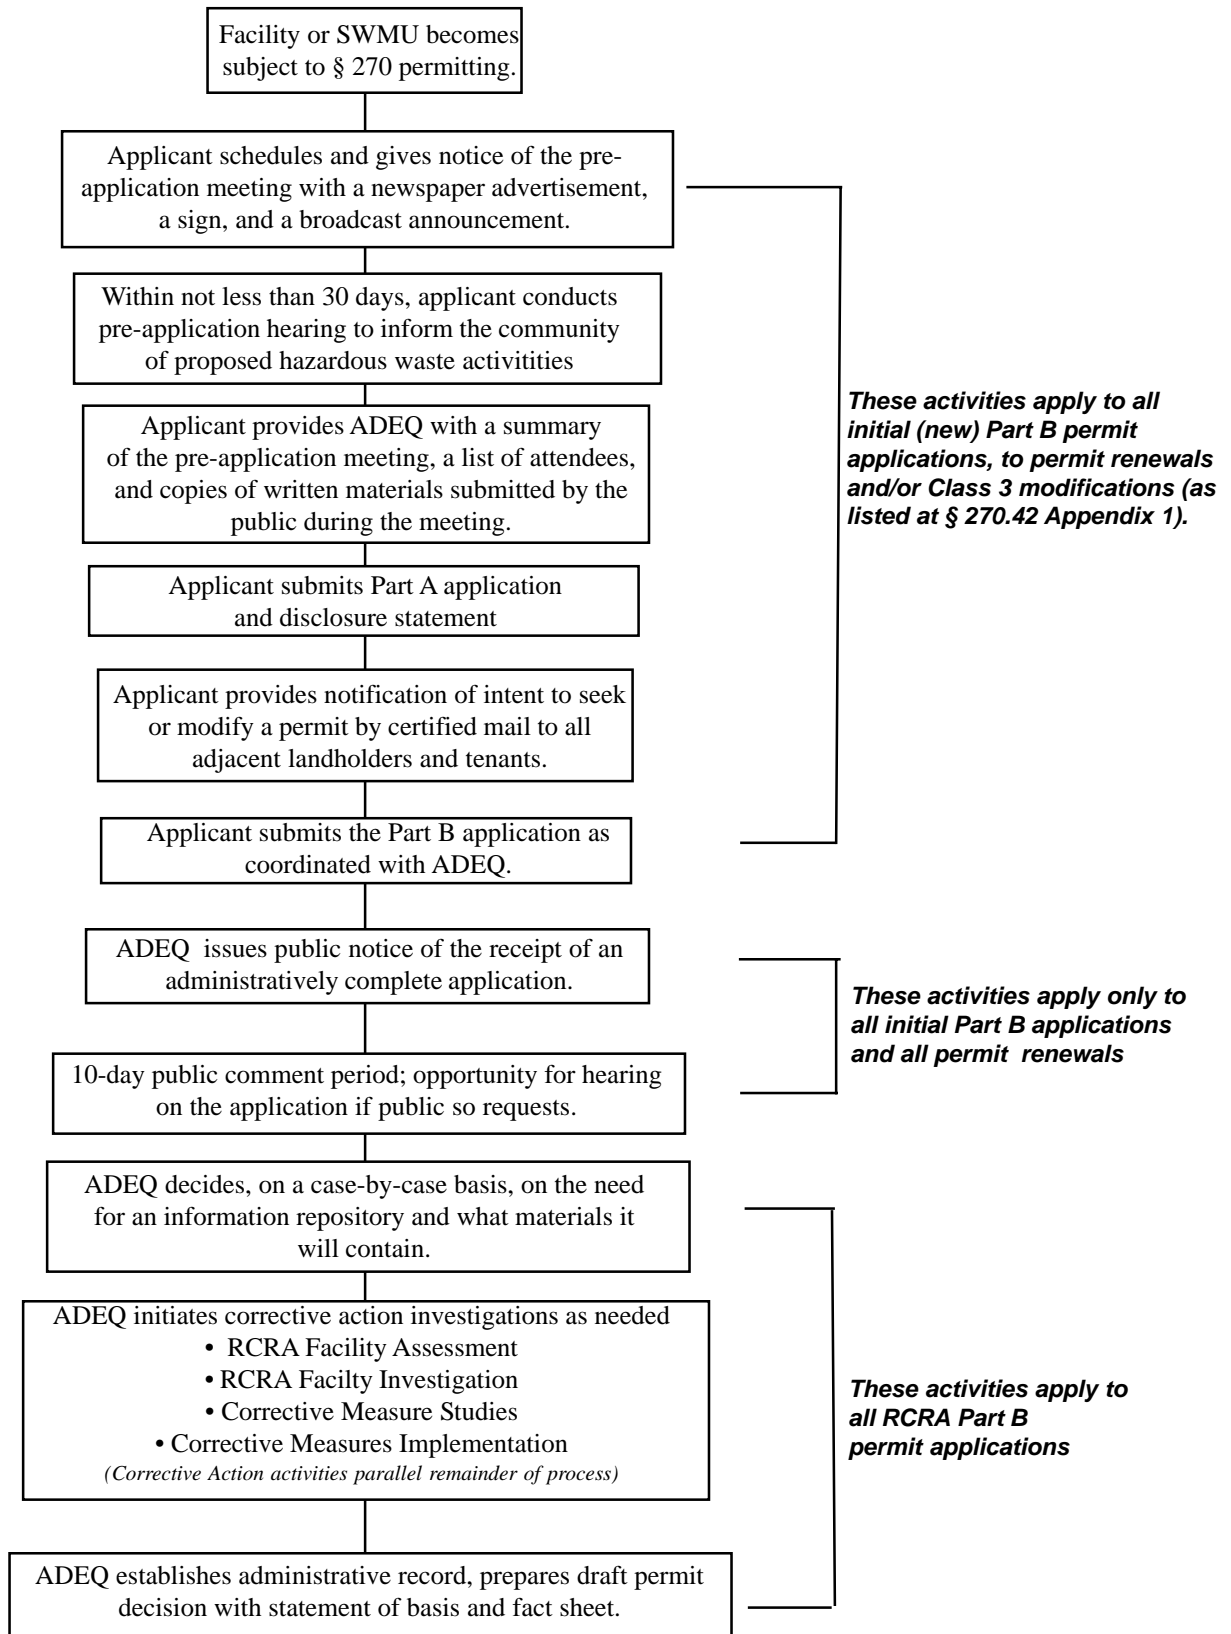 Facility or SWMU becomes
subject to § 270 permitting.
Applicant schedules and gives notice of the pre-
application meeting with a newspaper advertisement,
a sign, and a broadcast announcement.
Within not less than 30 days, applicant conducts
pre-application hearing to inform the community
of proposed hazardous waste activitities
Applicant provides ADEQ with a summary
of the pre-application meeting, a list of attendees,
and copies of written materials submitted by the
public during the meeting.
These activities apply to all
initial (new) Part B permit
applications, to permit renewals
and/or Class 3 modifications (as
listed at § 270.42 Appendix 1).
Applicant submits Part A application
and disclosure statement
Applicant provides notification of intent to seek
or modify a permit by certified mail to all
adjacent landholders and tenants.
Applicant submits the Part B application as
coordinated with ADEQ.
ADEQ issues public notice of the receipt of an
administratively complete application.
These activities apply only to
all initial Part B applications
and all permit renewals
10-day public comment period; opportunity for hearing
on the application if public so requests.
ADEQ decides, on a case-by-case basis, on the need
for an information repository and what materials it
will contain.
ADEQ initiates corrective action investigations as needed
• RCRA Facility Assessment
• RCRA Facilty Investigation
• Corrective Measure Studies
• Corrective Measures Implementation
(Corrective Action activities parallel remainder of process)
These activities apply to
all RCRA Part B
permit applications
ADEQ establishes administrative record, prepares draft permit
decision with statement of basis and fact sheet.